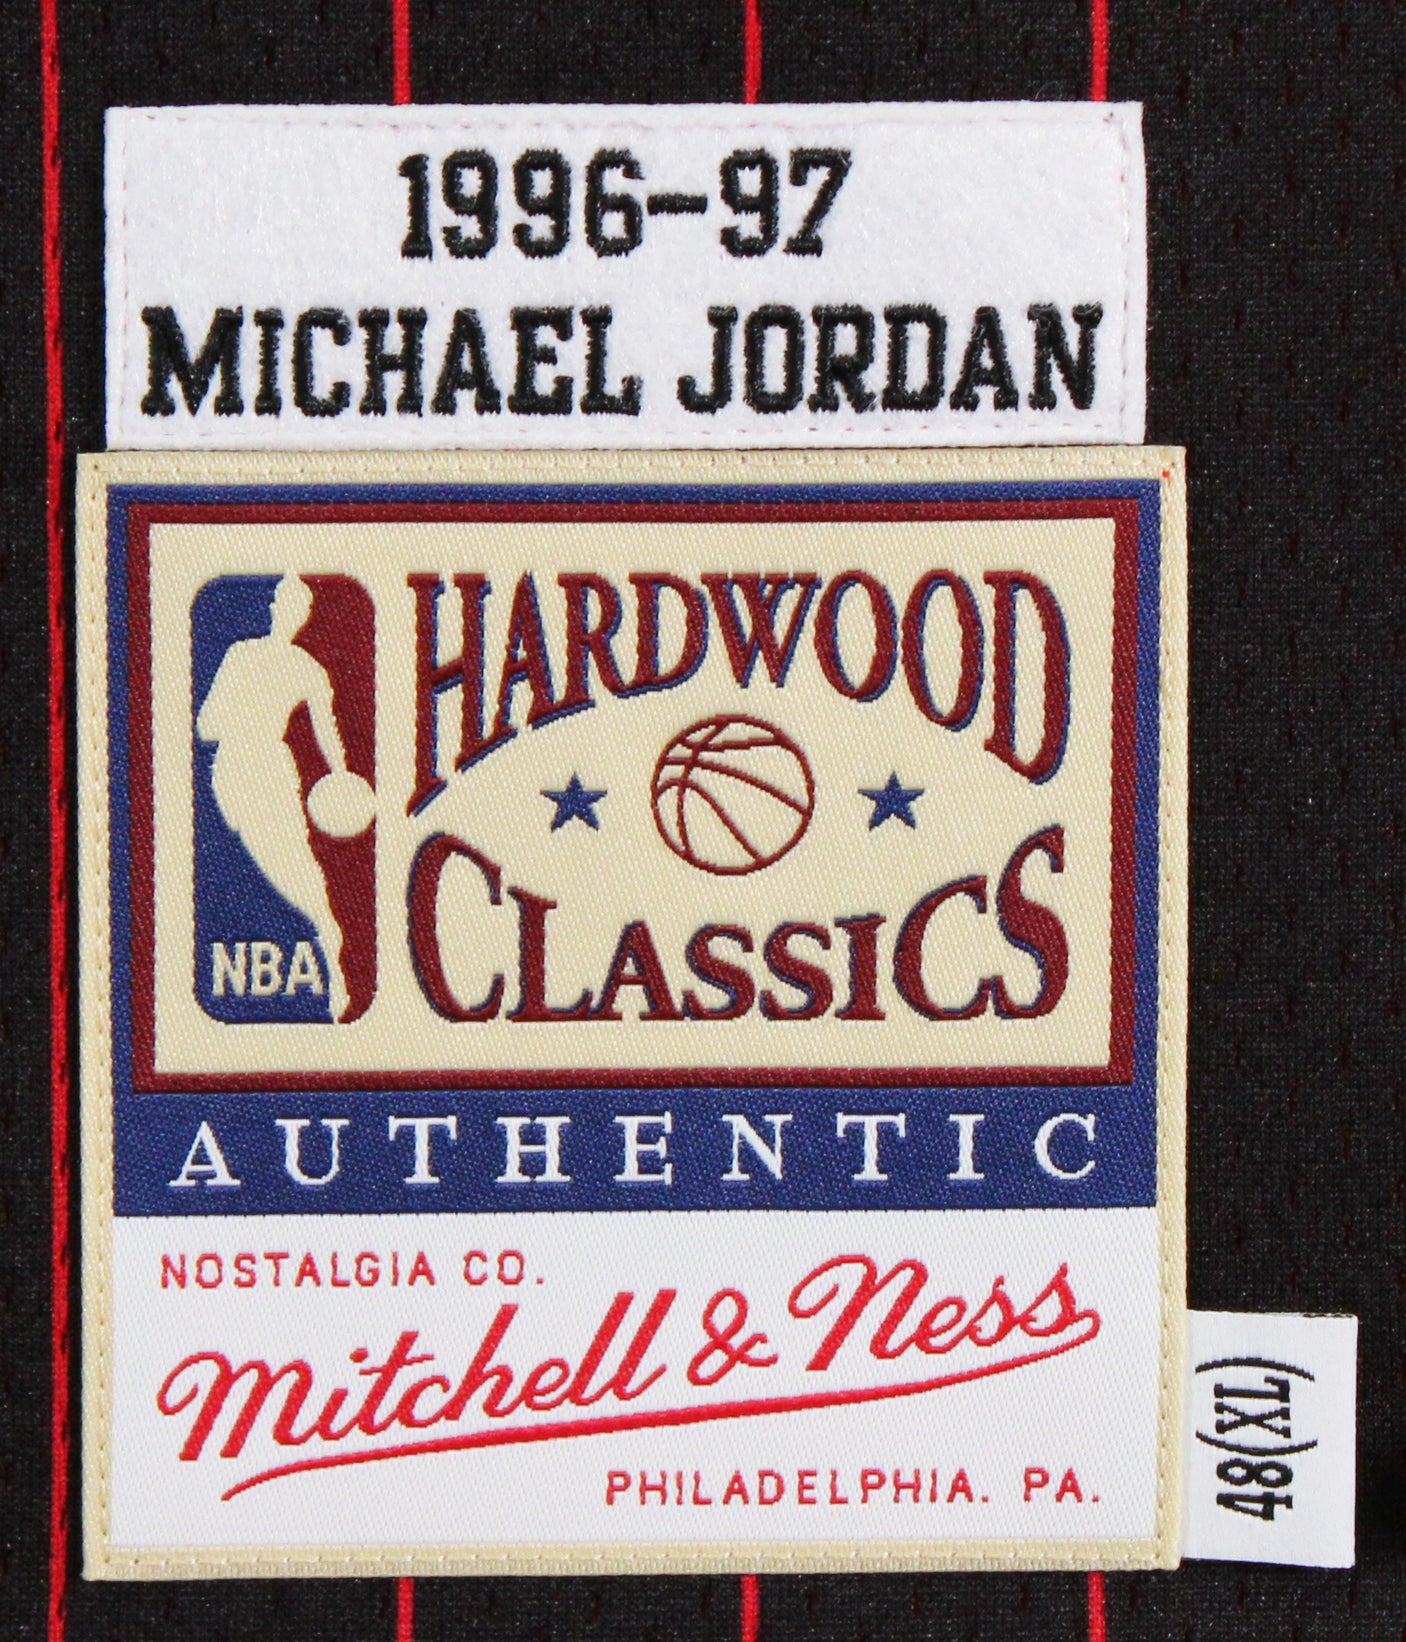 1996-97
MICHAEL JORDAN
HARDWOOD
CLASSICS
NBA
AUTHENTIC
NOSTALGIA CO.
Mitchell & Ness
PHILADELPHIA. PA.
48(XL)